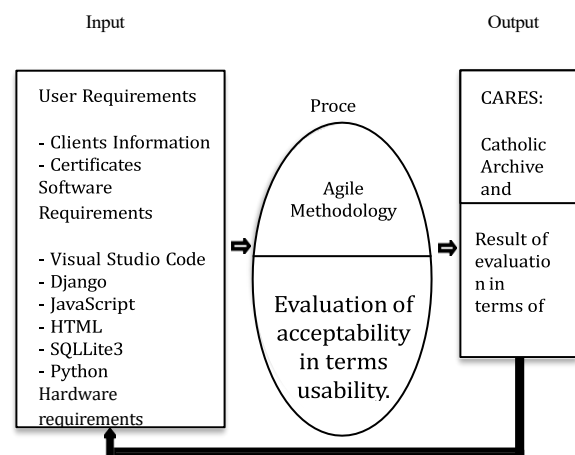 Input
Output
Proce
User Requirements
- Clients Information
- Certificates
Software
Requirements
- Visual Studio Code
- Django
- JavaScript
- HTML
- SQLLite3
- Python
Hardware
requirements
Agile
Methodology
Evaluation of
acceptability
in terms
usability.
CARES:
Catholic
Archive
and
Result of
evaluatio
n in
terms of